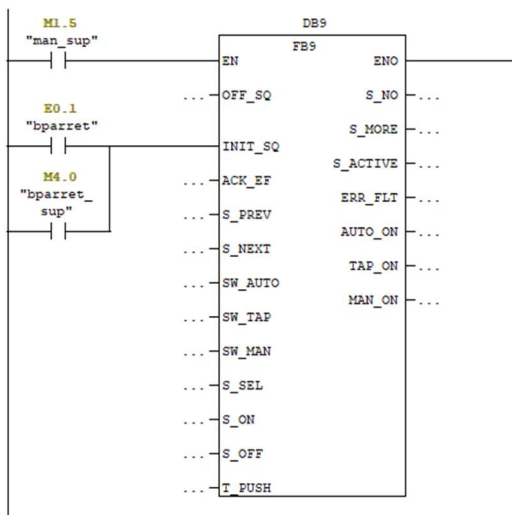 M1.5
"man_sup"
DB9
FB9
EN
ENO
... OFF_SQ
S_NO ...
E0.1
"bparret"
S_MORE ...
INIT_SQ
S_ACTIVE ...
M4.0
"bparret_
sup"
... ACK_EF
ERR_FLT ...
... S_PREV
AUTO_ON ...
... S_NEXT
TAP_ON ...
... SW_AUTO
MAN_ON ...
... SW_TAP
... SW_MAN
... S_SEL
... S_ON
... S_OFF
... T_PUSH